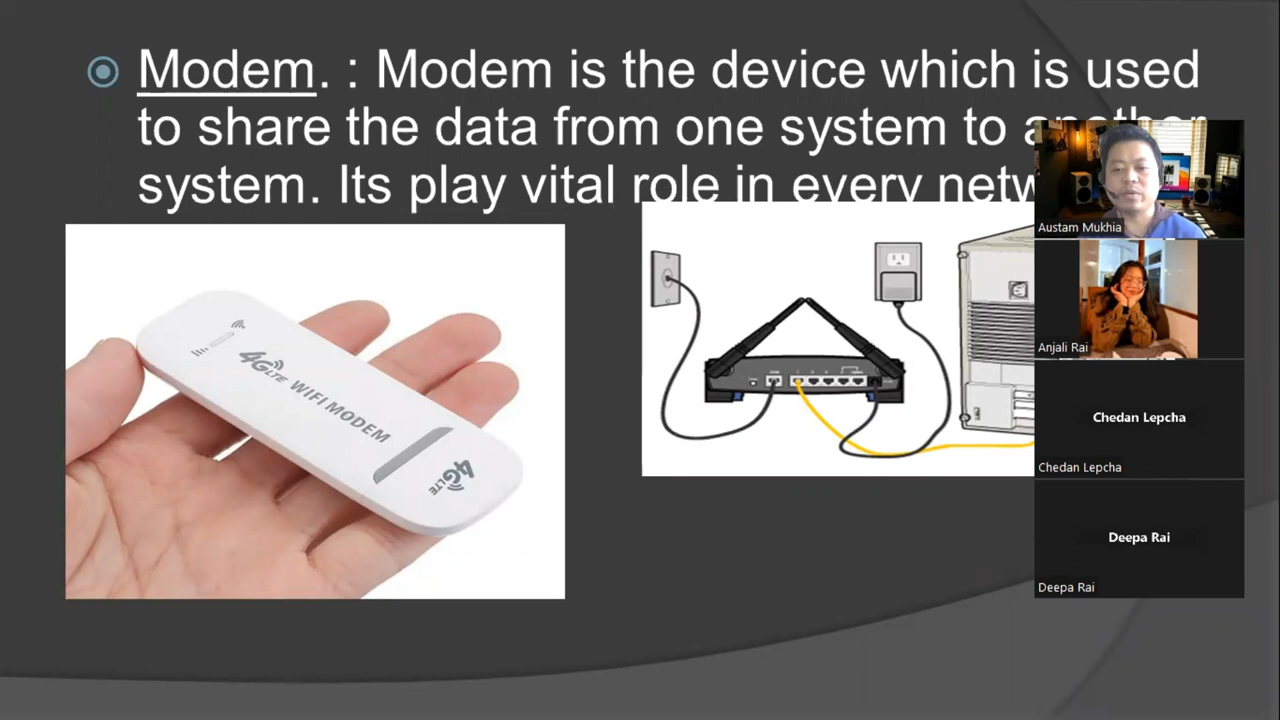 Modem. : Modem is the device which is used
to share the data from one system to another
system. Its play vital role in every
4G LTE WIFI MODEM
4G LTE
Austam Mukhia
Anjali Rai
Chedan Lepcha
Chedan Lepcha
Deepa Rai
Deepa Rai